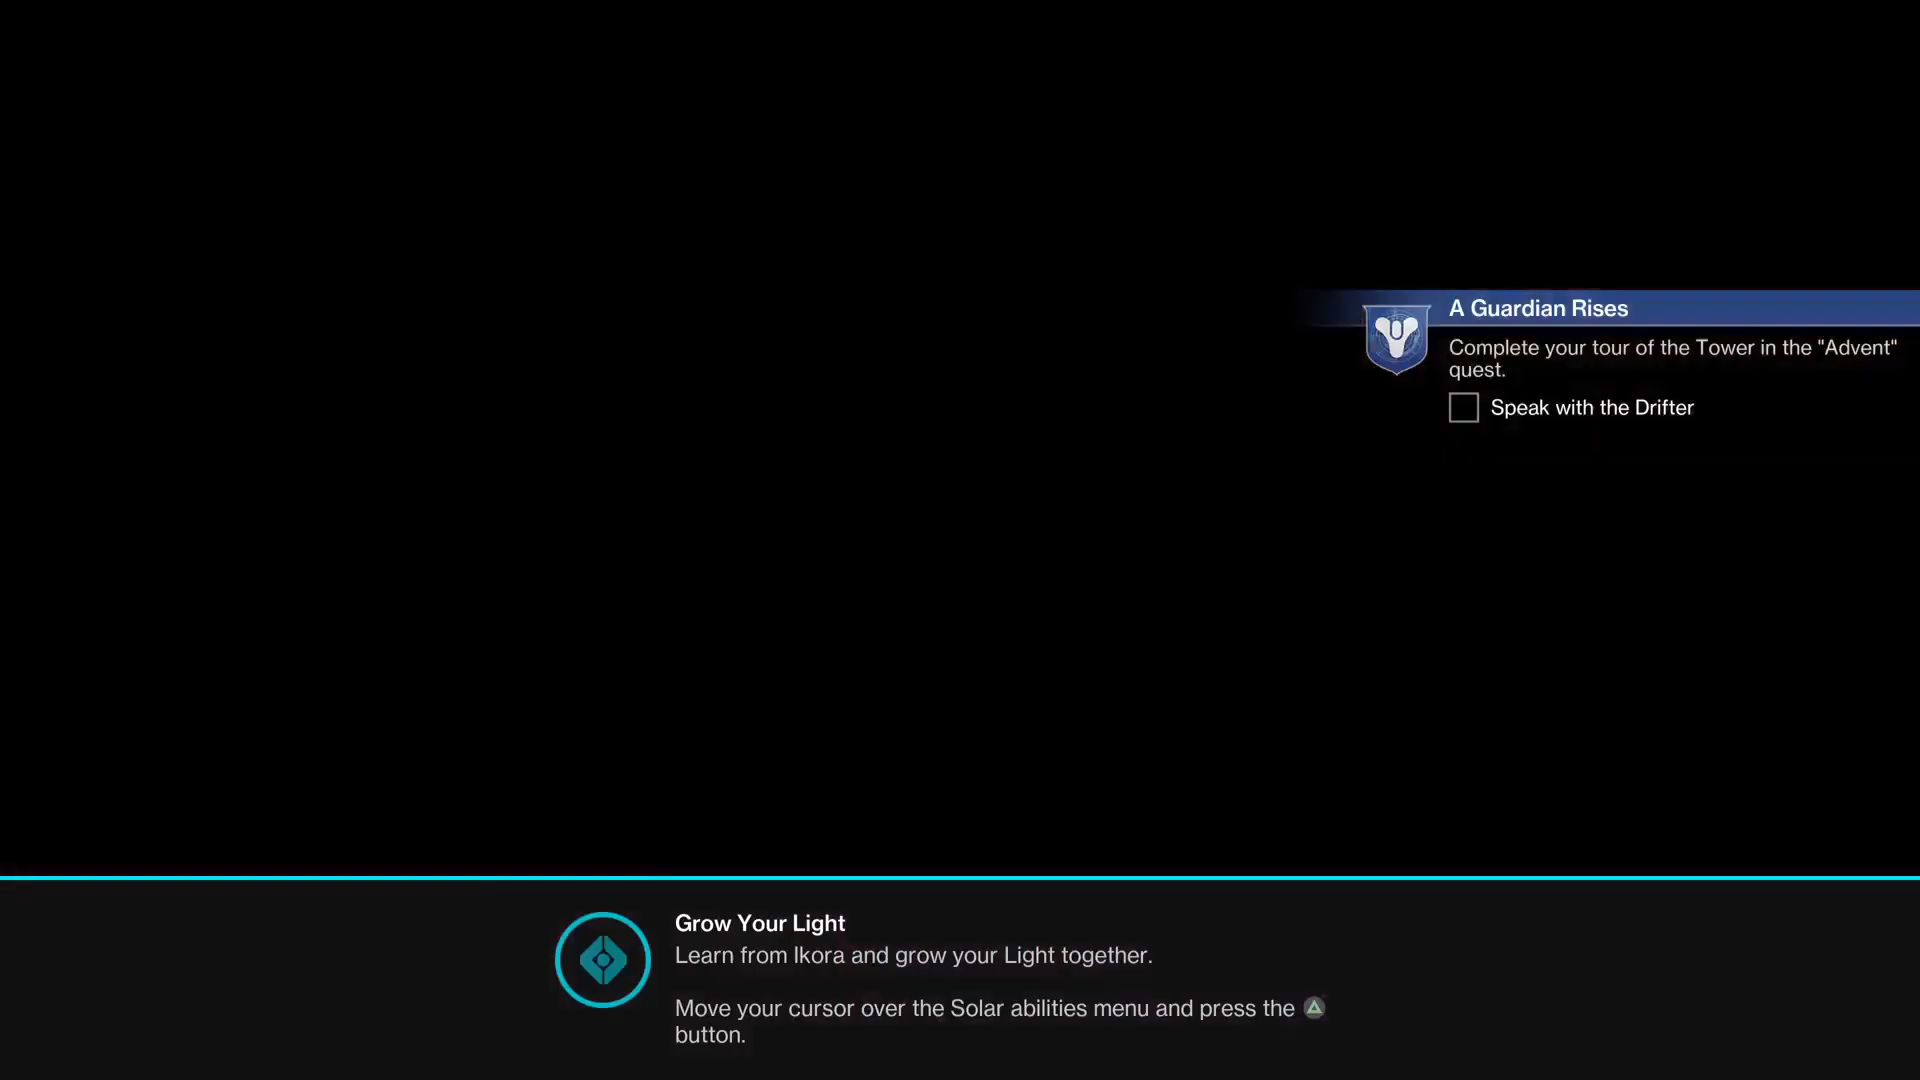 A Guardian Rises
Complete your tour of the Tower in the "Advent"
quest.
Speak with the Drifter
Grow Your Light
Learn from Ikora and grow your Light together.
Move your cursor over the Solar abilities menu and press the
button.